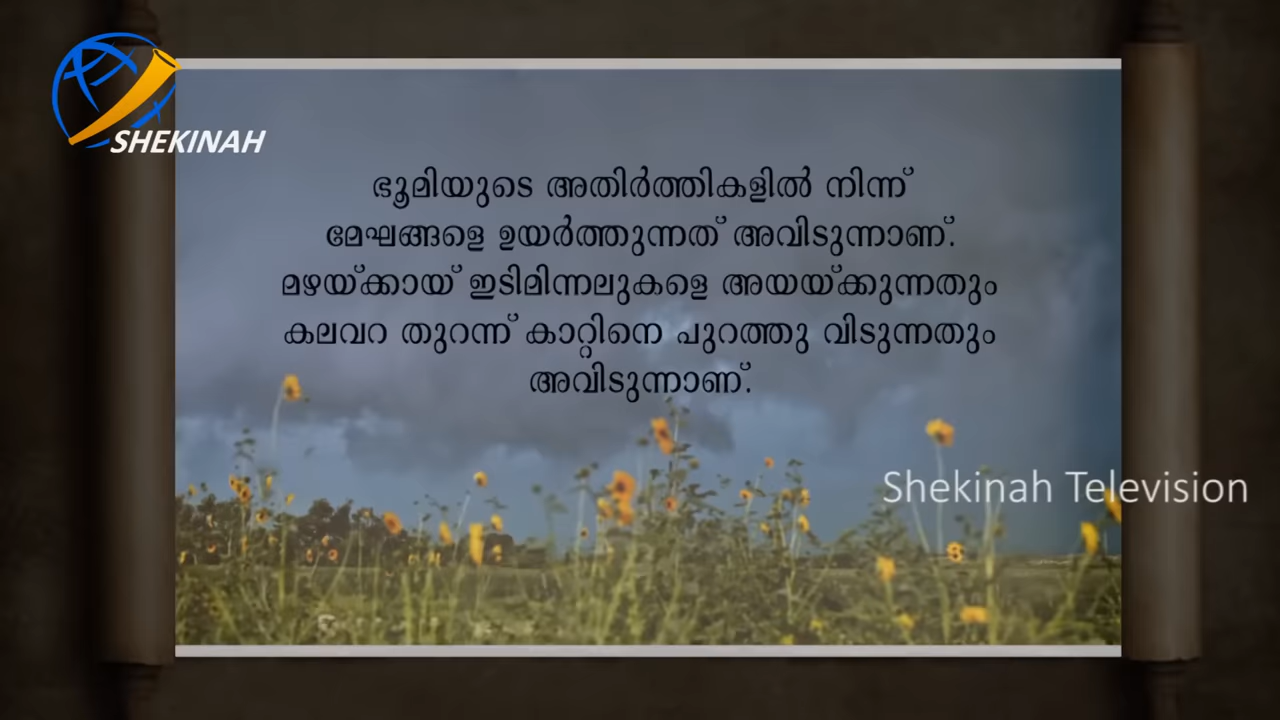 SHEKINAH
ഭൂമിയുടെ അതിർത്തികളിൽ നിന്ന്
മേഘങ്ങളെ ഉയർത്തുന്നത് അവിടുന്നാണ്.
മഴയ്ക്കായ് ഇടിമിന്നലുകളെ അയയ്ക്കുന്നതും
കലവറ തുറന്ന് കാറ്റിനെ പുറത്തു വിടുന്നതും
അവിടുന്നാണ്.
Shekinah Television